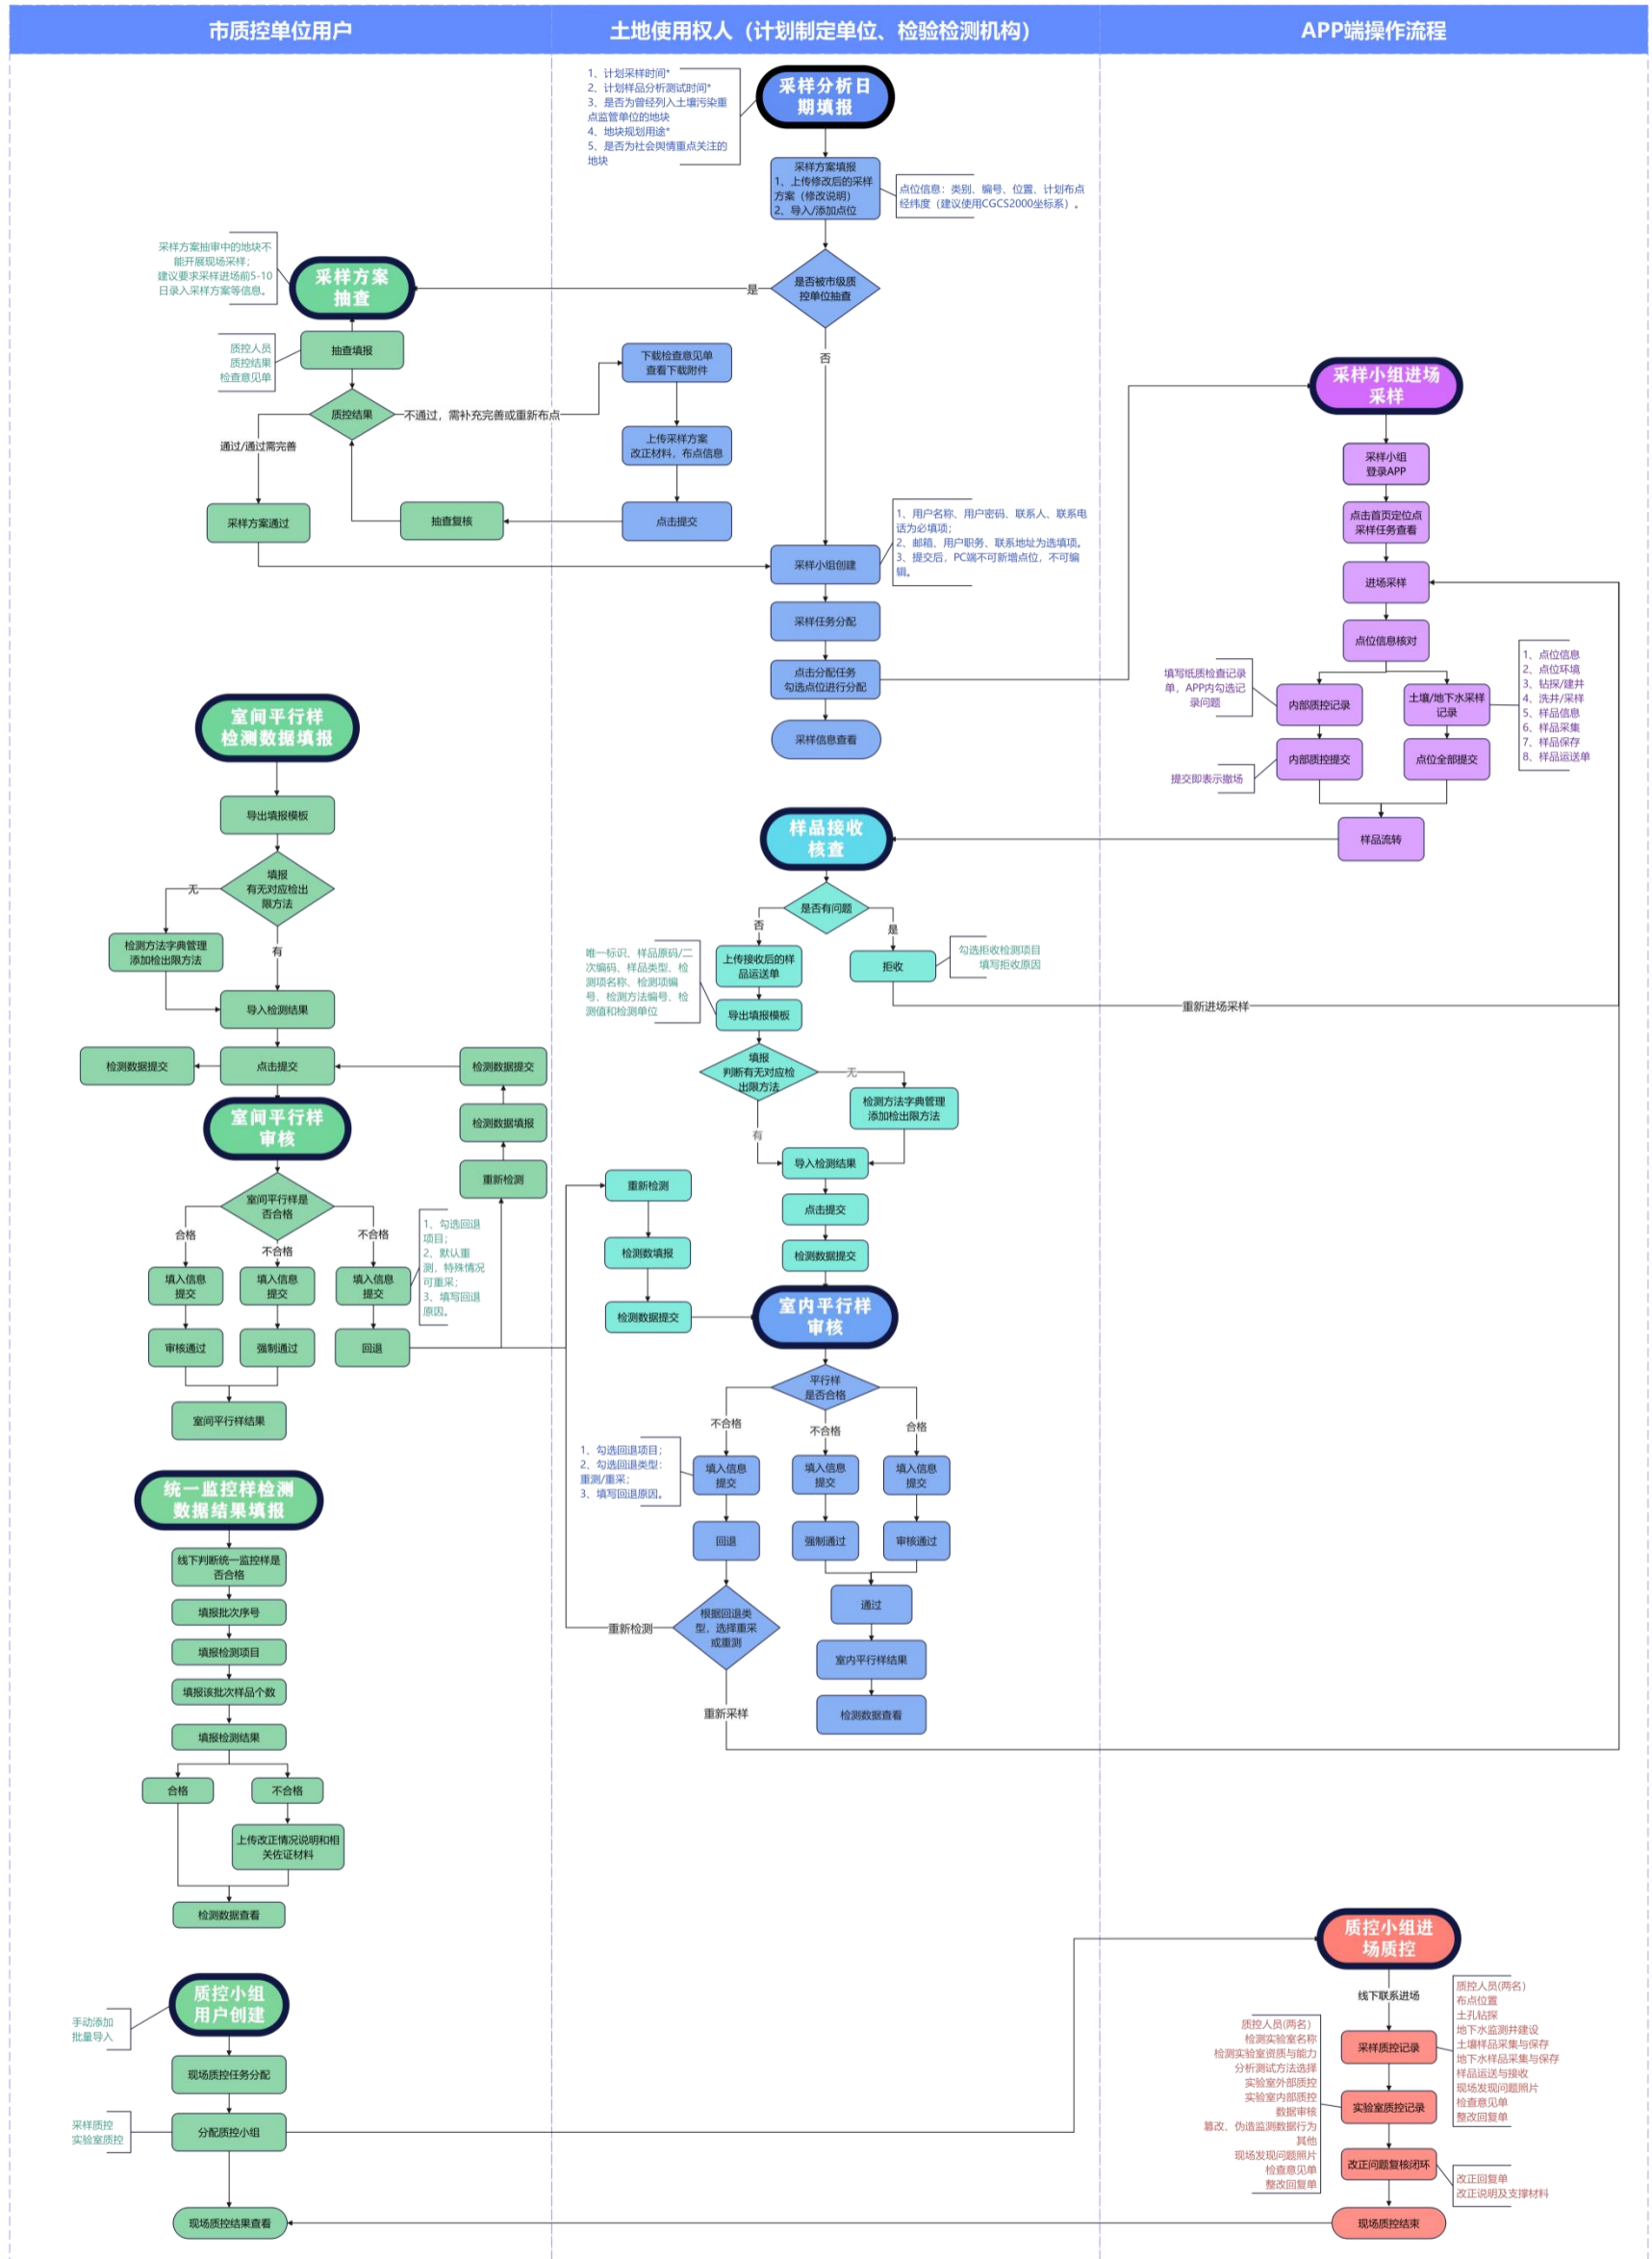 市质控单位用户
土地使用权人（计划制定单位、检验检测机构）
APP端操作流程
1、计划采样时间*
2、计划样品分析测试时间*
3、是否为曾经列入土壤污染重
点监管单位的地块
4、地块规划用途*
5、是否为社会舆情重点关注的
地块
采样分析日
期填报
采样方案填报
1、上传修改后的采样
方案（修改说明）
2、导入/添加点位
点位信息：类别、编号、位置、计划布点
经纬度（建议使用CGCS2000坐标系）。
是否被市级质
控单位抽查
是
否
采样方案抽审中的地块不
能开展现场采样；
建议要求采样进场前5-10
日录入采样方案等信息。
采样方案
抽查
质控人员
质控结果
检查意见单
抽查填报
质控结果
不通过，需补充完善或重新布点
通过/通过需完善
采样方案通过
抽查复核
下载检查意见单
查看下载附件
上传采样方案
改正材料，布点信息
点击提交
1、用户名称、用户密码、联系人、联系电
话为必填项；
2、邮箱、用户职务、联系地址为选填项。
3、提交后，PC端不可新增点位，不可编
辑。
采样小组创建
采样任务分配
点击分配任务
勾选点位进行分配
采样信息查看
采样小组进场
采样
采样小组
登录APP
点击首页定位点
采样任务查看
进场采样
点位信息核对
填写纸质检查记录
单，APP内勾选记
录问题
内部质控记录
土壤/地下水采样
记录
1、点位信息
2、点位环境
3、钻探/建井
4、洗井/采样
5、样品信息
6、样品采集
7、样品保存
8、样品运送单
提交即表示撤场
内部质控提交
点位全部提交
样品流转
室间平行样
检测数据填报
导出填报模板
填报
有无对应检出
限方法
无
有
检测方法字典管理
添加检出限方法
导入检测结果
检测数据提交
点击提交
检测数据提交
检测数据填报
重新检测
室间平行样
审核
室间平行样是
否合格
合格
不合格
不合格
填入信息
提交
填入信息
提交
填入信息
提交
1、勾选回退
项目；
2、默认重
测，特殊情况
可重采；
3、填写回退
原因。
审核通过
强制通过
回退
室间平行样结果
样品接收
核查
是否有问题
否
是
唯一标识、样品原码/二
次编码、样品类型、检
测项名称、检测项编
号、检测方法编号、检
测值和检测单位
上传接收后的样
品运送单
拒收
勾选拒收检测项目
填写拒收原因
重新进场采样
导出填报模板
填报
判断有无对应检
出限方法
无
有
检测方法字典管理
添加检出限方法
导入检测结果
点击提交
检测数据提交
重新检测
检测数填报
检测数据提交
室内平行样
审核
平行样
是否合格
不合格
不合格
合格
1、勾选回退项目；
2、勾选回退类型：
重测/重采；
3、填写回退原因。
填入信息
提交
填入信息
提交
填入信息
提交
回退
强制通过
审核通过
根据回退类
型，选择重采
或重测
重新检测
重新采样
通过
室内平行样结果
检测数据查看
统一监控样检测
数据结果填报
线下判断统一监控样是
否合格
填报批次序号
填报检测项目
填报该批次样品个数
填报检测结果
合格
不合格
上传改正情况说明和相
关佐证材料
检测数据查看
质控小组
用户创建
手动添加
批量导入
现场质控任务分配
采样质控
实验室质控
分配质控小组
现场质控结果查看
质控小组进
场质控
线下联系进场
质控人员(两名)
布点位置
土孔钻探
地下水监测井建设
土壤样品采集与保存
地下水样品采集与保存
样品运送与接收
现场发现问题照片
检查意见单
整改回复单
采样质控记录
质控人员(两名)
检测实验室名称
检测实验室资质与能力
分析测试方法选择
实验室外部质控
实验室内部质控
数据审核
篡改、伪造监测数据行为
其他
现场发现问题照片
检查意见单
整改回复单
实验室质控记录
改正问题复核闭环
改正回复单
改正说明及支撑材料
现场质控结束